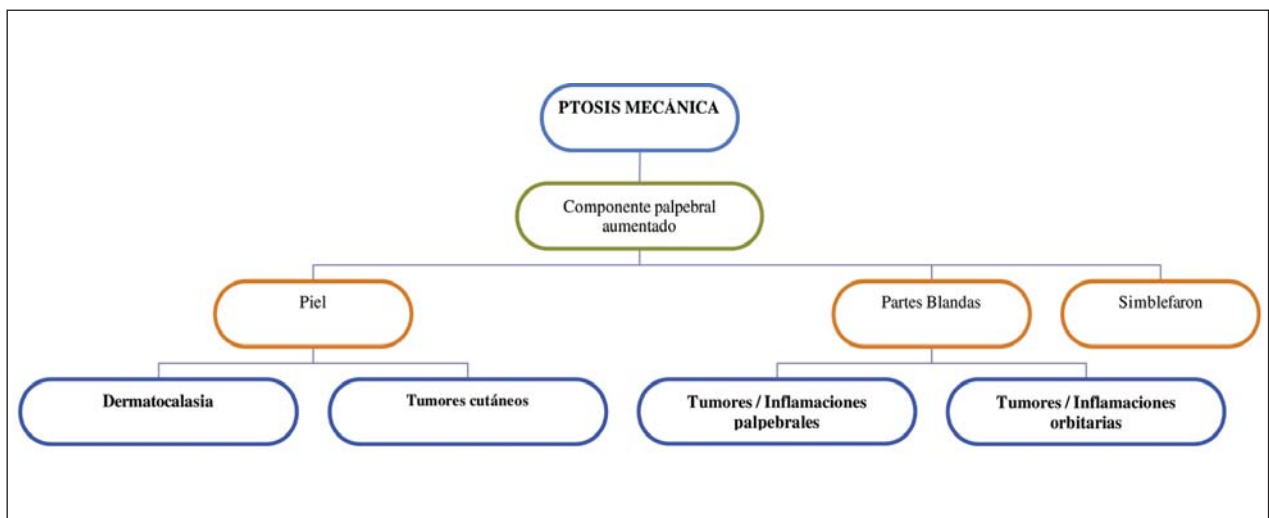 PTOSIS MECÁNICA
Componente palpebral
aumentado
Piel
Partes Blandas
Simblefaron
Dermatocalasia
Tumores cutáneos
Tumores / Inflamaciones
palpebrales
Tumores / Inflamaciones
orbitarias